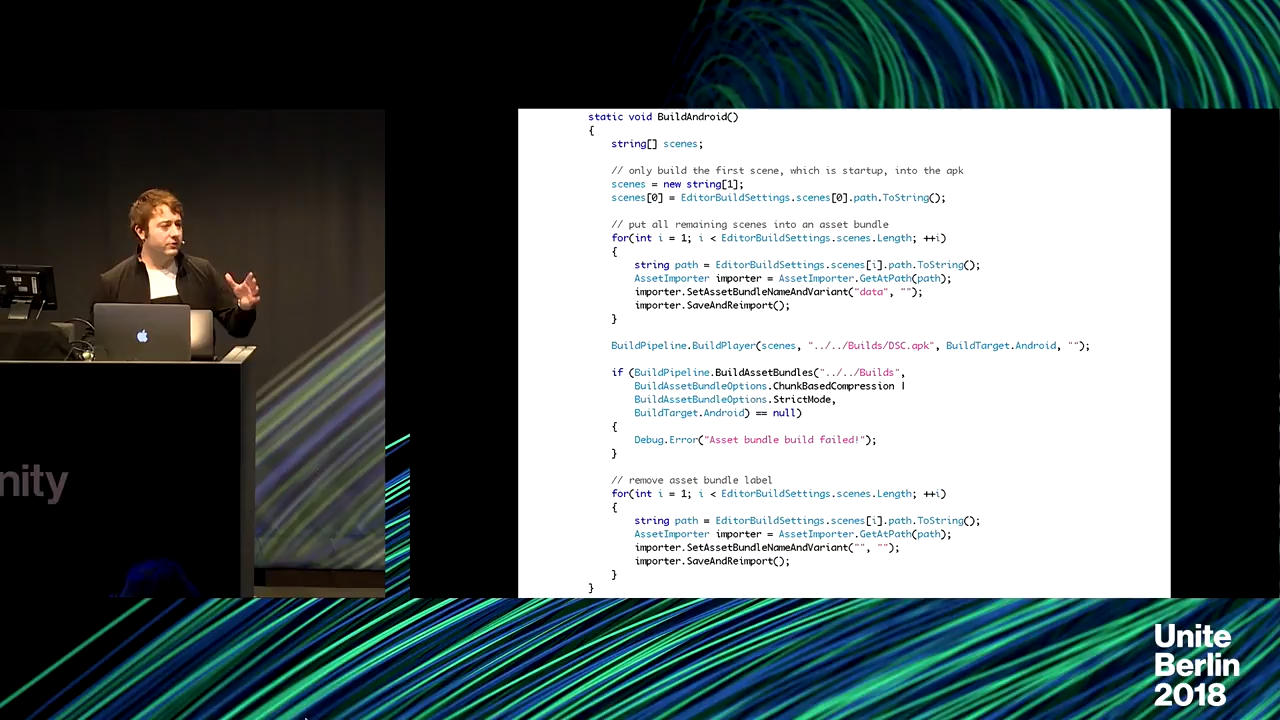 static void BuildAndroid()
{
string[] scenes;
// only build the first scene, which is startup, into the apk
scenes = new string[1];
scenes[0] = EditorBuildSettings.scenes[0].path.ToString();
// put all remaining scenes into an asset bundle
for(int i = 1; i < EditorBuildSettings.scenes.Length; ++i)
{
string path = EditorBuildSettings.scenes[i].path.ToString();
AssetImporter importer = AssetImporter.GetAtPath(path);
importer.SetAssetBundleNameAndVariant("data", "");
importer.SaveAndReimport();
}
BuildPipeline.BuildPlayer(scenes, "../../Builds/DSC.apk", BuildTarget.Android, "");
if (BuildPipeline.BuildAssetBundles("../../Builds",
BuildAssetBundleOptions.ChunkBasedCompression |
BuildAssetBundleOptions.StrictMode,
BuildTarget.Android) == null)
{
Debug.Error("Asset bundle build failed!");
}
// remove asset bundle label
for(int i = 1; i < EditorBuildSettings.scenes.Length; ++i)
{
string path = EditorBuildSettings.scenes[i].path.ToString();
AssetImporter importer = AssetImporter.GetAtPath(path);
importer.SetAssetBundleNameAndVariant("", "");
importer.SaveAndReimport();
}
}
nity
Unite
Berlin
2018